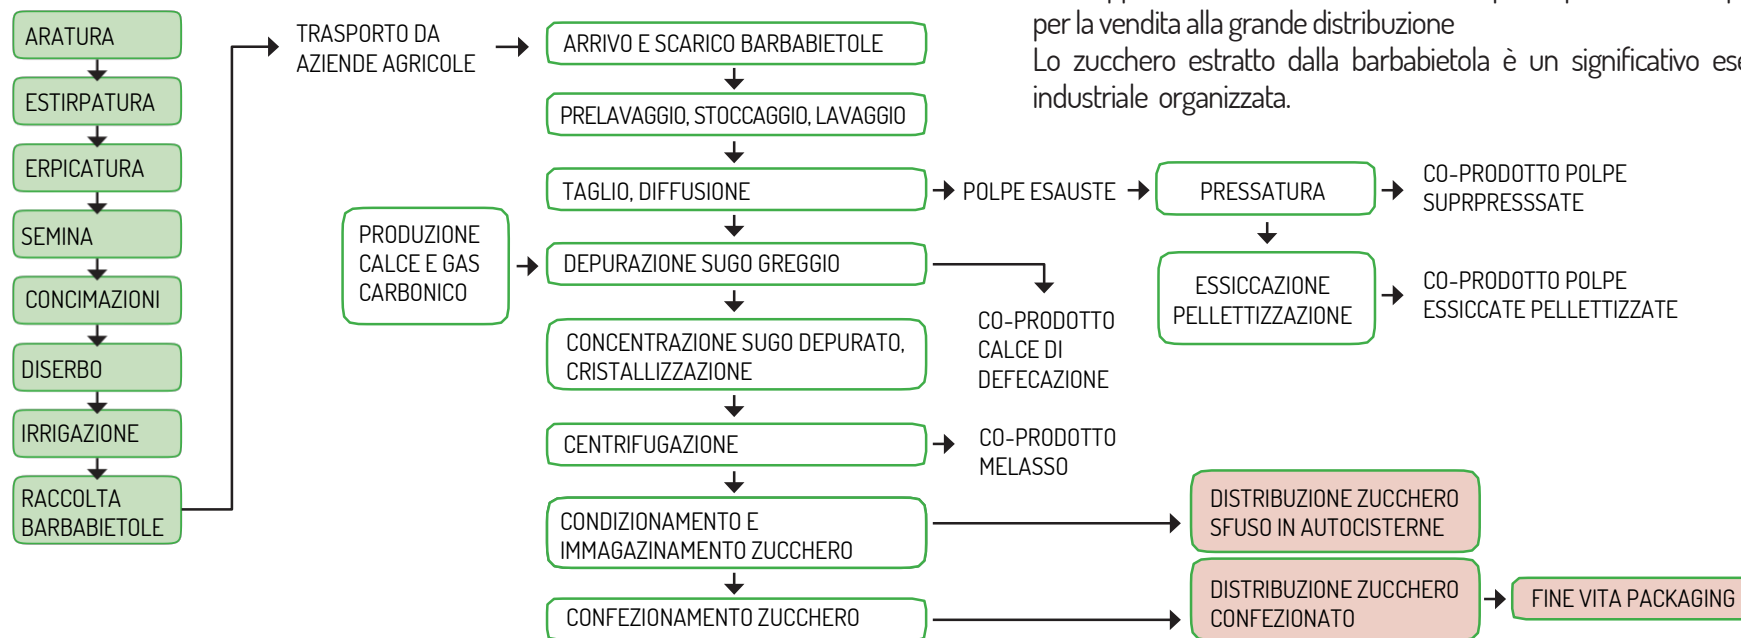 per la vendita alla grande distribuzione
Lo zucchero estratto dalla barbabietola è un significativo
industriale organizzata.
ARATURA
ESTIRPATURA
ERPICATURA
SEMINA
CONCIMAZIONI
DISERBO
IRRIGAZIONE
RACCOLTA
BARBABIETOLE
TRASPORTO DA
AZIENDE AGRICOLE
ARRIVO E SCARICO BARBABIETOLE
PRELAVAGGIO, STOCCAGGIO, LAVAGGIO
TAGLIO, DIFFUSIONE
POLPE ESAUSTE
PRESSATURA
CO-PRODOTTO POLPE
SUPRPRESSSATE
ESSICCAZIONE
PELLETTIZZAZIONE
CO-PRODOTTO POLPE
ESSICCATE PELLETTIZZATE
PRODUZIONE
CALCE E GAS
CARBONICO
DEPURAZIONE SUGO GREGGIO
CO-PRODOTTO
CALCE DI
DEFECAZIONE
CONCENTRAZIONE SUGO DEPURATO,
CRISTALLIZZAZIONE
CENTRIFUGAZIONE
CO-PRODOTTO
MELASSO
CONDIZIONAMENTO E
IMMAGAZINAMENTO ZUCCHERO
DISTRIBUZIONE ZUCCHERO
SFUSO IN AUTOCISTERNE
CONFEZIONAMENTO ZUCCHERO
DISTRIBUZIONE ZUCCHERO
CONFEZIONATO
FINE VITA PACKAGING